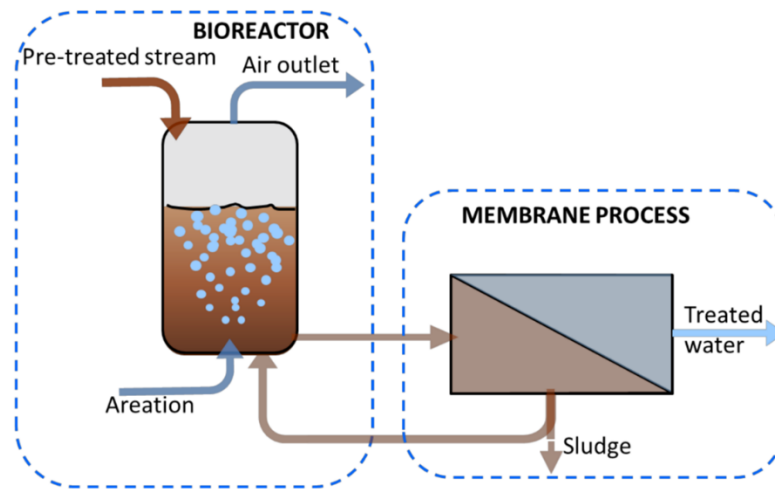 BIOREACTOR
Pre-treated stream
Air outlet
MEMBRANE PROCESS
Treated
water
Areation
Sludge